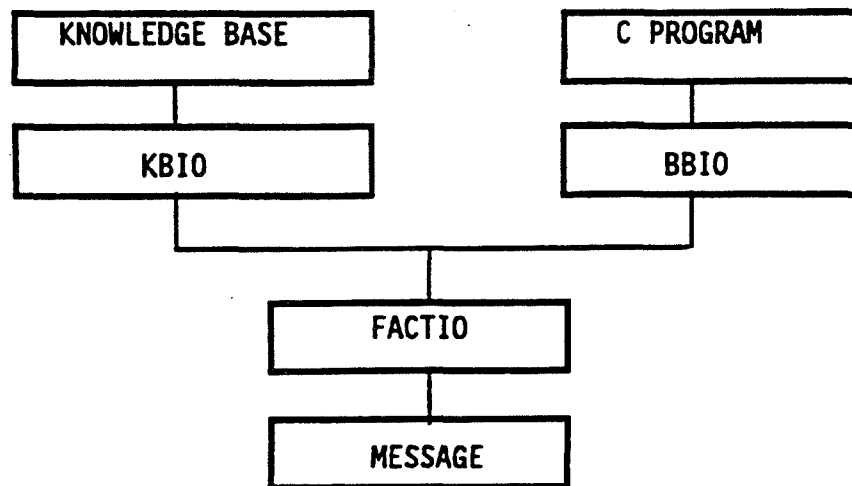 KNOWLEDGE BASE
C PROGRAM
KBIO
BBIO
FACTIO
MESSAGE